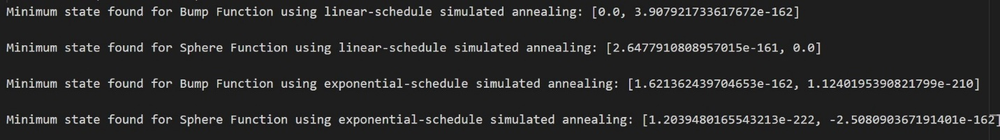 Minimum state found for Bump Function using linear-schedule simulated annealing: [0.0, 3.907921733617672e-162]
Minimum state found for Sphere Function using linear-schedule simulated annealing: [2.6477910808957015e-161, 0.0]
Minimum state found for Bump Function using exponential-schedule simulated annealing: [1.621362439704653e-162, 1.1240195390821799e-210]
Minimum state found for Sphere Function using exponential-schedule simulated annealing: [1.2039480165543213e-222, -2.508090367191401e-162]